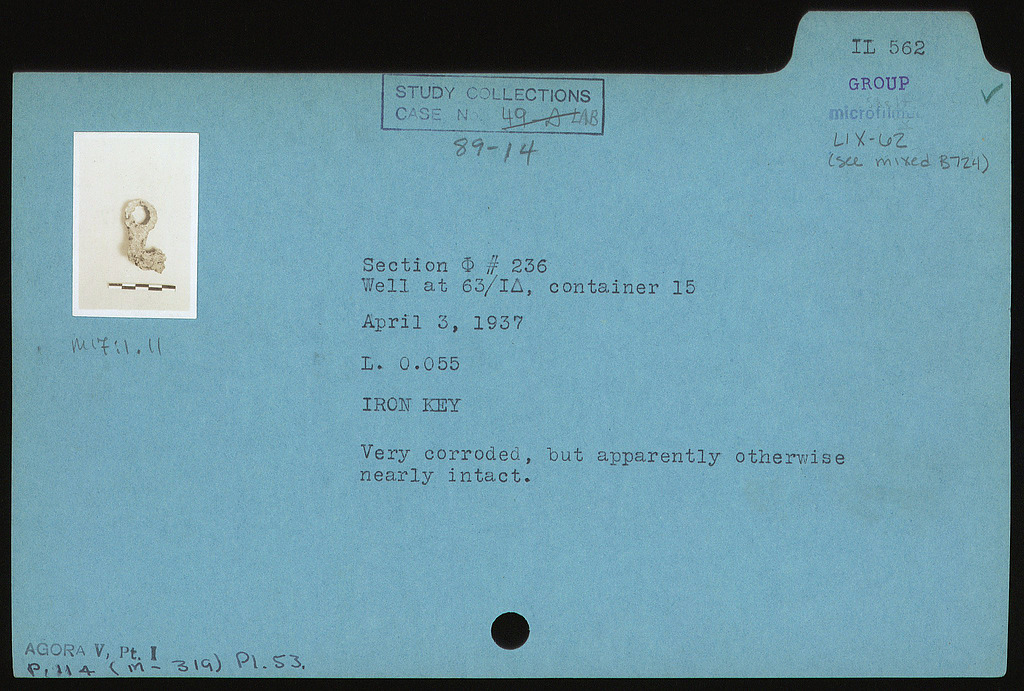 IL 562
GROUP
microfilmed
LIX-62
(see mixed B724)
STUDY COLLECTIONS
CASE No. 49 Δ LAB
89-14
Section Φ # 236
Well at 63/ΙΔ, container 15
April 3, 1937
L. 0.055
IRON KEY
Very corroded, but apparently otherwise
nearly intact.
AGORA V, Pt. I
P. 114 (M-319) Pl. 53.